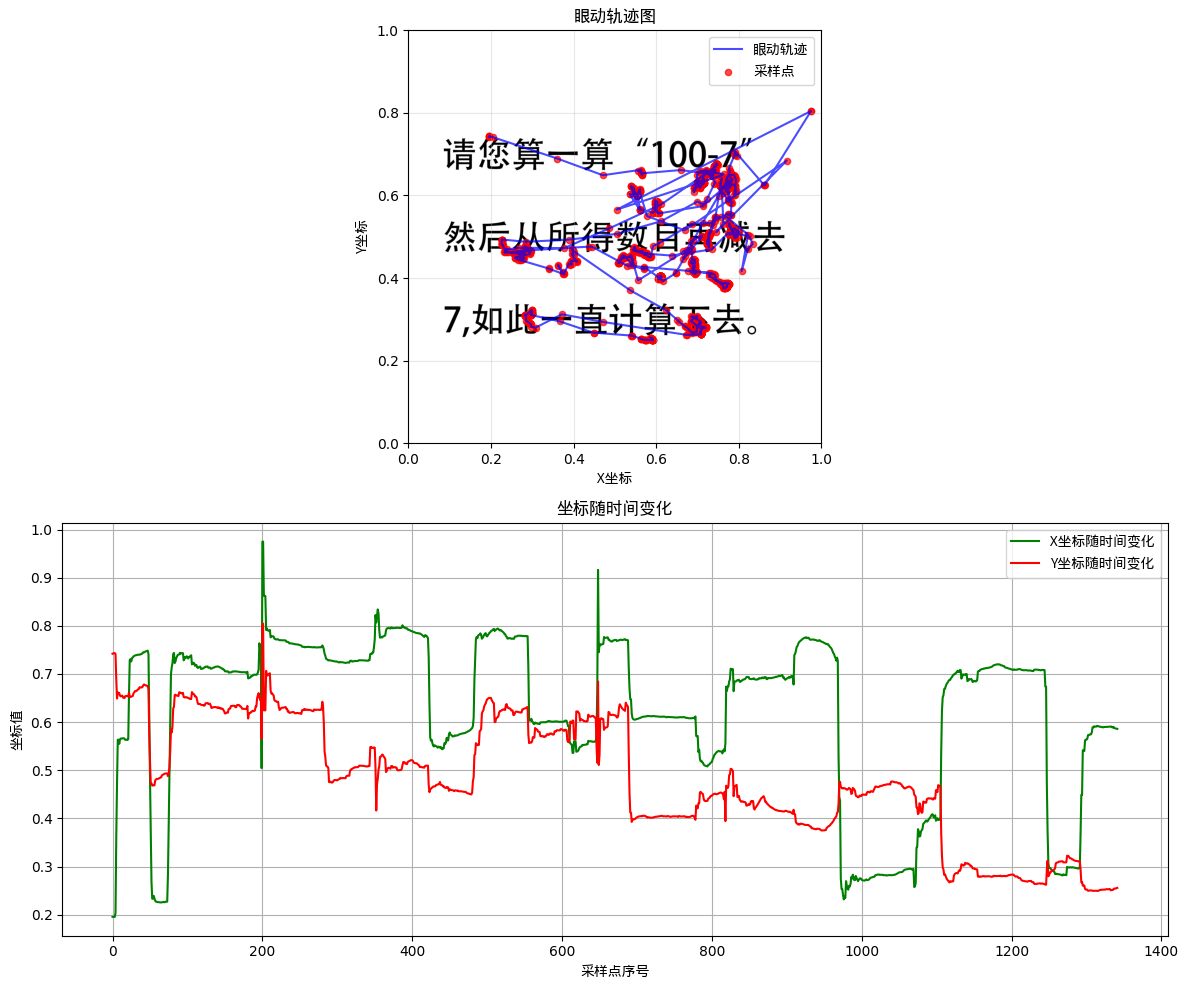 眼动轨迹图
1.0
眼动轨迹
采样点
0.8
请您算一算“100-7”
0.6
Y坐标
然后从所得数目再减去
0.4
7,如此一直计算下去。
0.2
0.0
0.0 0.2 0.4 0.6 0.8 1.0
X坐标
坐标随时间变化
1.0
X坐标随时间变化
Y坐标随时间变化
0.9
0.8
0.7
坐标值
0.6
0.5
0.4
0.3
0.2
0 200 400 600 800 1000 1200 1400
采样点序号